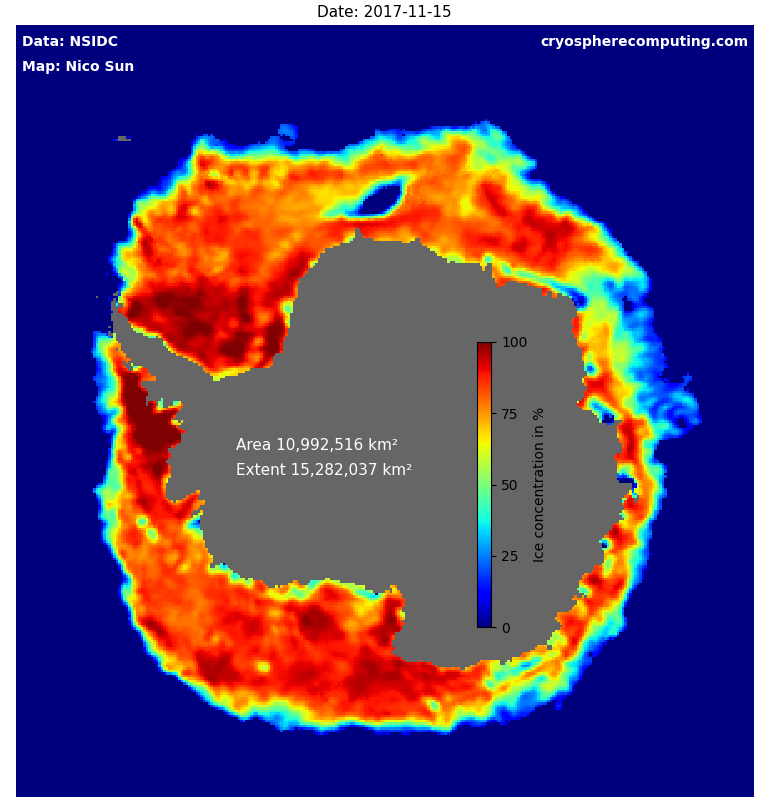 Date: 2017-11-15
Data: NSIDC
cryospherecomputing.com
Map: Nico Sun
100
75
50
25
0
Ice concentration in %
Area 10,992,516 km²
Extent 15,282,037 km²